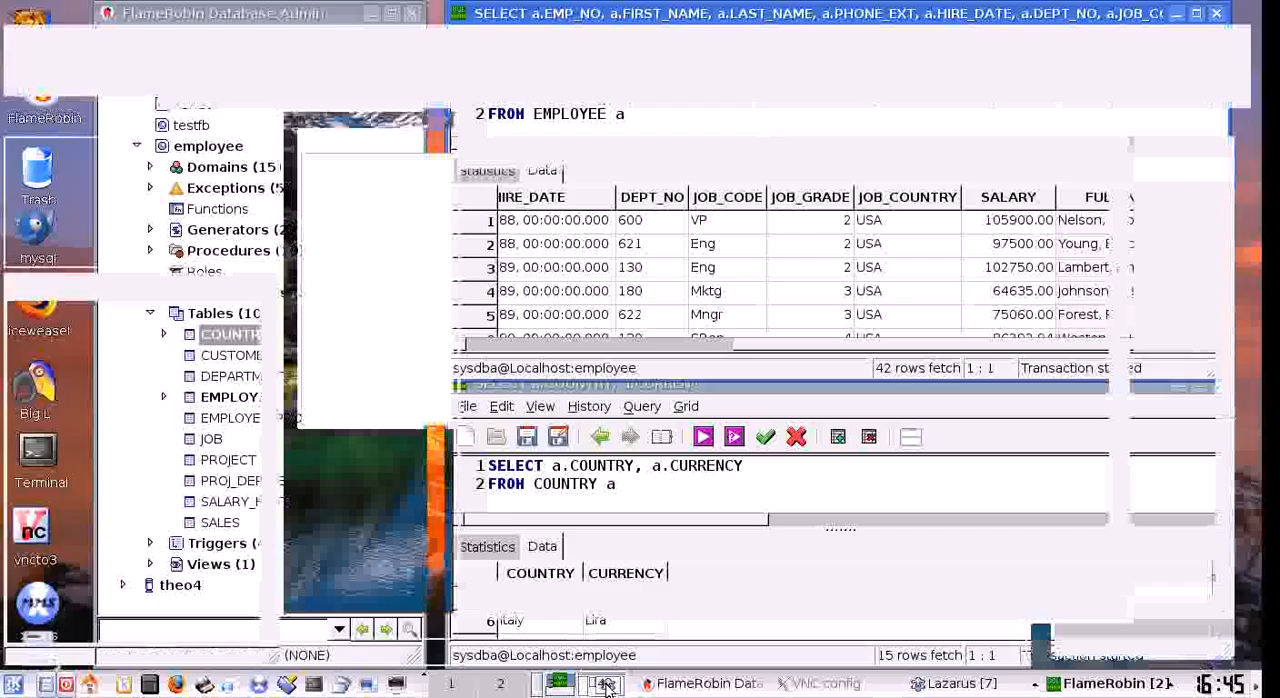 FlameRobin Database Admin
SELECT a.EMP_NO, a.FIRST_NAME, a.LAST_NAME, a.PHONE_EXT, a.HIRE_DATE, a.DEPT_NO, a.JOB_C
FlameRobin
Trash
mysql
iceweasel
Big L
Terminal
vncto3
testfb
employee
Domains (15
Exceptions (
Functions
Generators (2
Procedures (
Roles
Tables (10
COUNTR
CUSTOME
DEPARTM
EMPLOY
EMPLOYE
JOB
PROJECT
PROJ_DEP
SALARY_H
SALES
Triggers (
Views (1)
theo4
(NONE)
2 FROM EMPLOYEE a
Statistics Data
HIRE_DATE DEPT_NO JOB_CODE JOB_GRADE JOB_COUNTRY SALARY FUL
1 88, 00:00:00.000 600 VP 2 USA 105900.00 Nelson,
2 88, 00:00:00.000 621 Eng 2 USA 97500.00 Young,
3 89, 00:00:00.000 130 Eng 2 USA 102750.00 Lambert,
4 89, 00:00:00.000 180 Mktg 3 USA 64635.00 Johnson
5 89, 00:00:00.000 622 Mngr 3 USA 75060.00 Forest,
sysdba@Localhost:employee 42 rows fetch 1 : 1 Transaction st
File Edit View History Query Grid
1 SELECT a.COUNTRY, a.CURRENCY
2 FROM COUNTRY a
Statistics Data
COUNTRY CURRENCY
6 Italy Lira
sysdba@Localhost:employee 15 rows fetch 1 : 1
1 2 FlameRobin Dat VNC config Lazarus [7] FlameRobin [2] 16:45